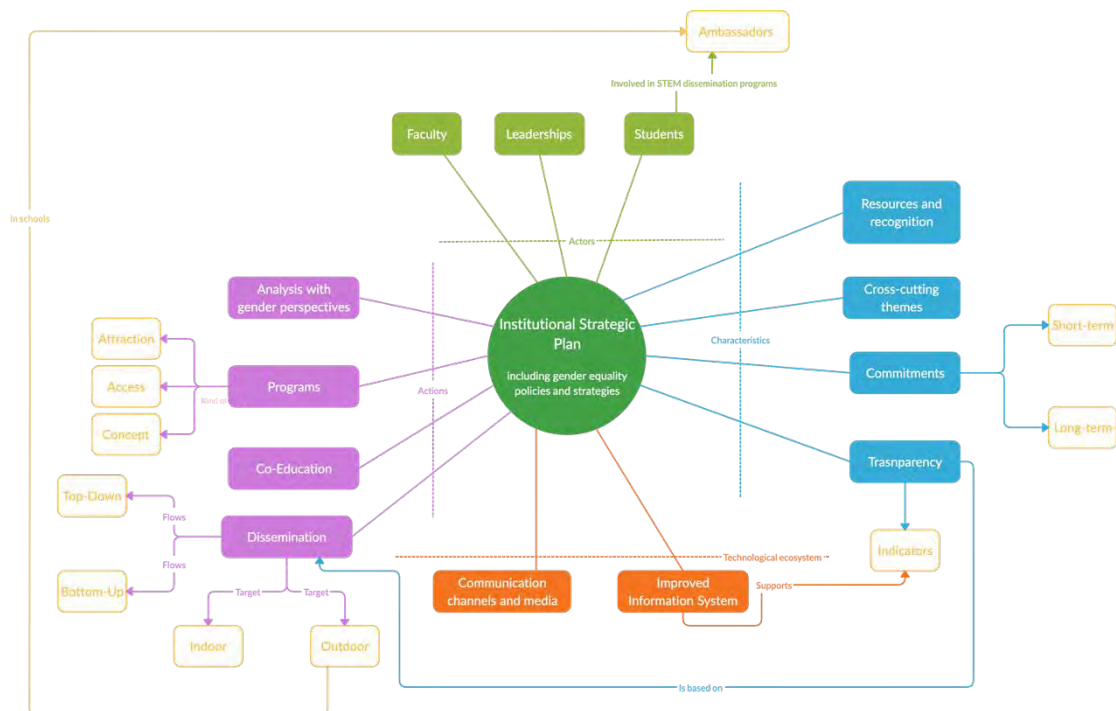 Ambassadors
Involved in STEM dissemination programs
Faculty
Leaderships
Students
In schools
Resources and
recognition
Actors
Analysis with
gender perspectives
Cross-cutting
themes
Institutional Strategic
Plan
including gender equality
policies and strategies
Short-term
Attraction
Characteristics
Commitments
Access
Programs
Kind of
Actions
Concept
Long-term
Co-Education
Trasnparency
Top-Down
Flows
Dissemination
Technological ecosystem
Indicators
Flows
Bottom-Up
Communication
channels and media
Improved
Information System
Supports
Target
Target
Indoor
Outdoor
Is based on